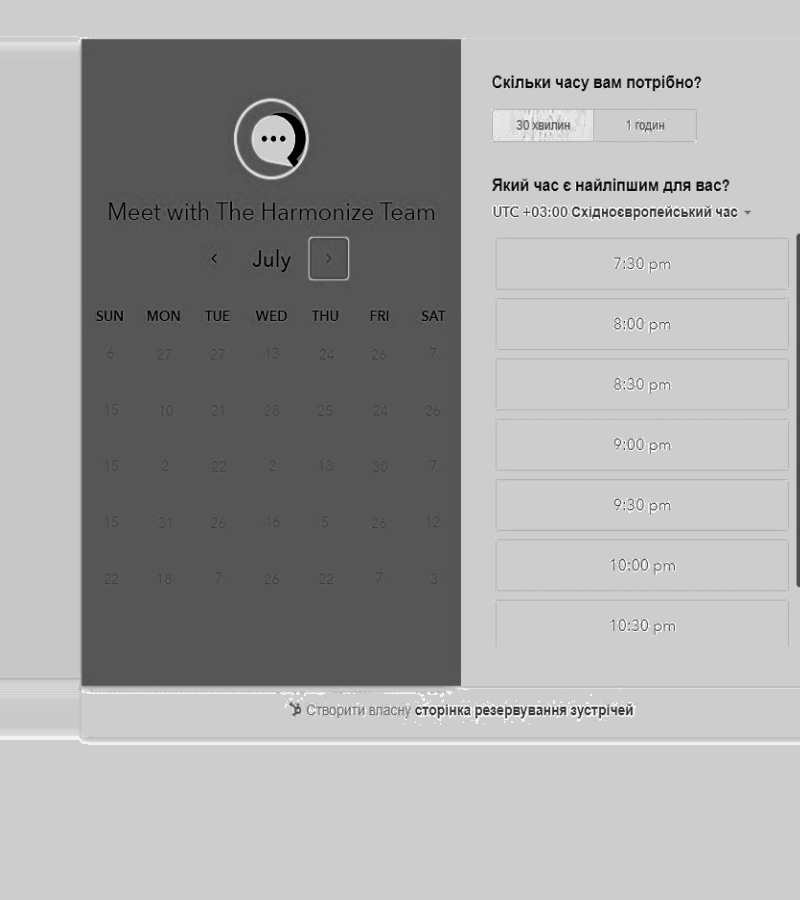 Meet with The Harmonize Team
July
SUN MON TUE WED THU FRI SAT
6 27 27 13 24 26 7
15 10 21 28 25 24 26
15 2 22 2 13 30 7
15 31 26 16 5 26 12
22 18 7 26 22 7 3
Скільки часу вам потрібно?
30 хвилин 1 годин
Який час є найліпшим для вас?
UTC +03:00 Східноєвропейський час
7:30 pm
8:00 pm
8:30 pm
9:00 pm
9:30 pm
10:00 pm
10:30 pm
Створити власну сторінка резервування зустрічей